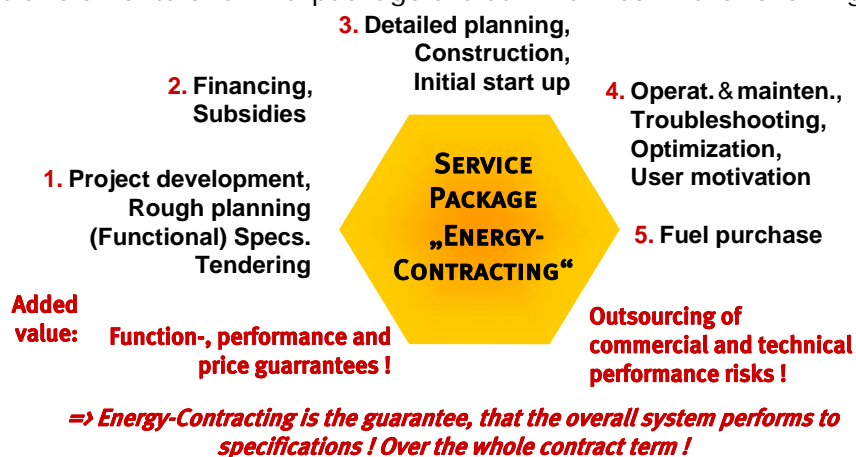 3. Detailed planning,
Construction,
Initial start up
2. Financing,
Subsidies
4. Operat. & mainten.,
Troubleshooting,
Optimization,
User motivation
1. Project development,
Rough planning
(Functional) Specs.
Tendering
SERVICE
PACKAGE
„ENERGY-
CONTRACTING“
5. Fuel purchase
Added
value:
Function-, performance and
price guarrantees !
Outsourcing of
commercial and technical
performance risks !
=> Energy-Contracting is the guarantee, that the overall system performs to
specifications ! Over the whole contract term !